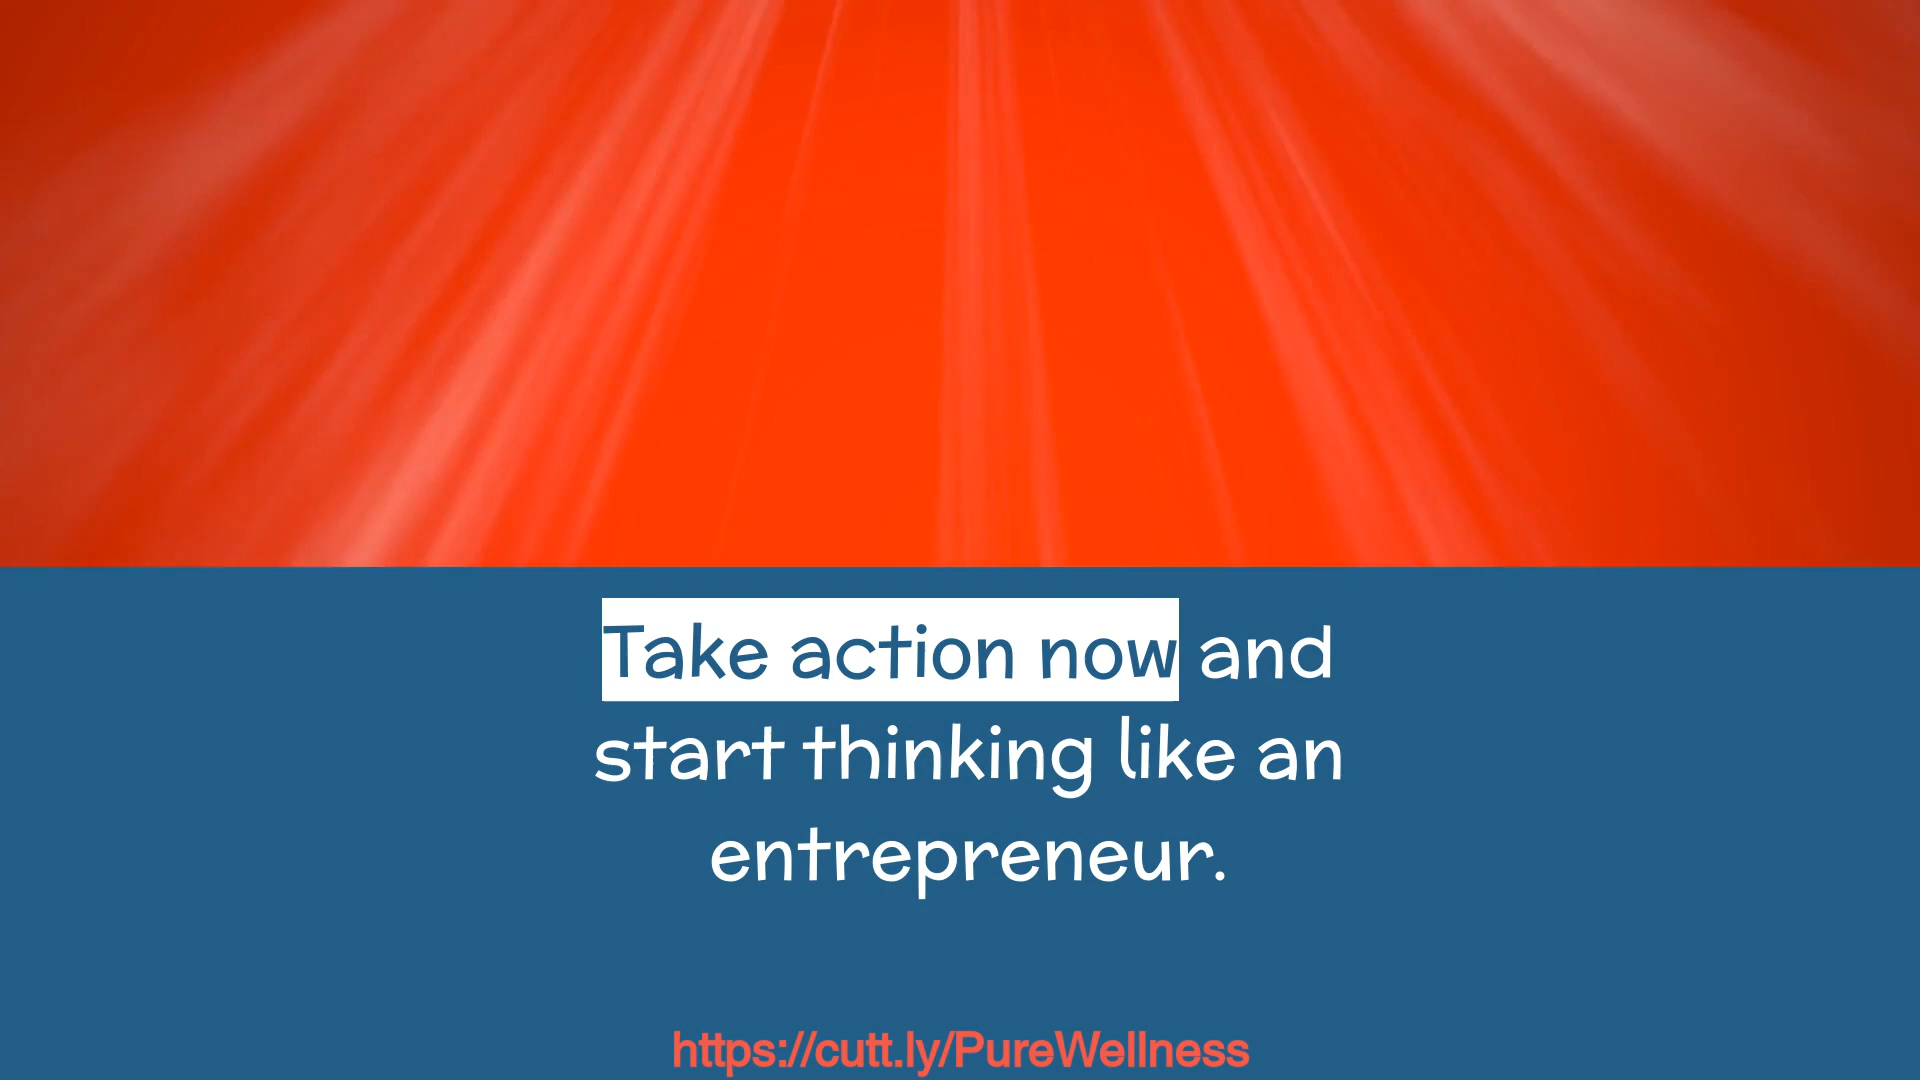 Take action now and
start thinking like an
entrepreneur.
https://cutt.ly/PureWellness